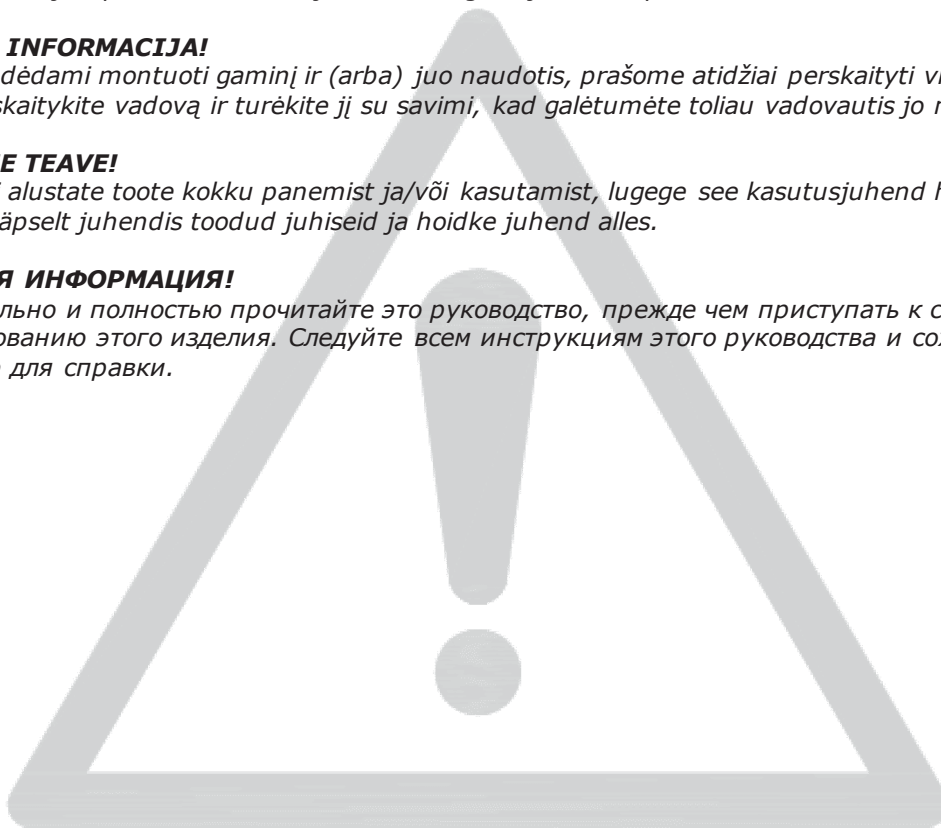 INFORMACIJA!
dėdami montuoti gaminį ir (arba) juo naudotis, prašome atidžiai perskaityti
skaitykite vadovą ir turėkite jį su savimi, kad galėtumėte toliau vadovautis jo
E TEAVE!
alustate toote kokku panemist ja/või kasutamist, lugege see kasutusjuhend
äpselt juhendis toodud juhiseid ja hoidke juhend alles.
Я ИНФОРМАЦИЯ!
льно и полностью прочитайте это руководство, прежде чем приступать к с
ованию этого изделия. Следуйте всем инструкциям этого руководства и со
для справки.